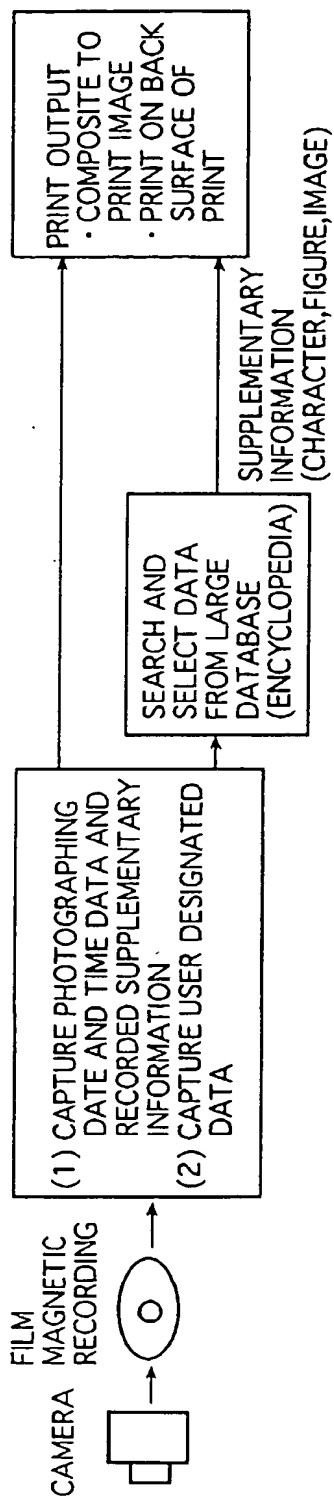 CAMERA
FILM
MAGNETIC
RECORDING
(1) CAPTURE PHOTOGRAPHING
DATE AND TIME DATA AND
RECORDED SUPPLEMENTARY
INFORMATION
(2) CAPTURE USER DESIGNATED
DATA
SEARCH AND
SELECT DATA
FROM LARGE
DATABASE
(ENCYCLOPEDIA)
SUPPLEMENTARY
INFORMATION
(CHARACTER,FIGURE,IMAGE)
PRINT OUTPUT
· COMPOSITE TO
PRINT IMAGE
· PRINT ON BACK
SURFACE OF
PRINT